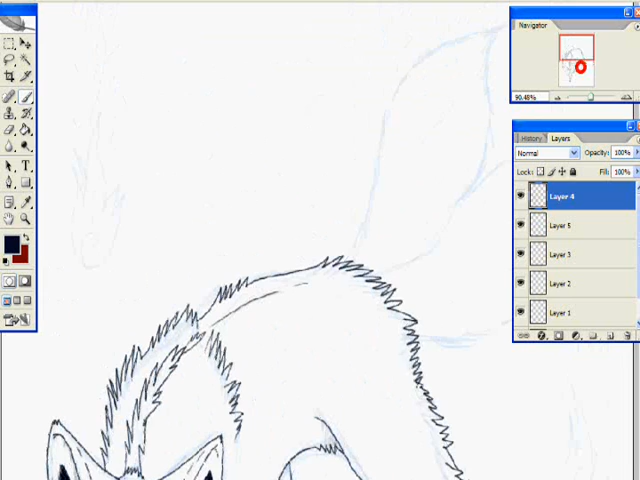 Navigator
90.48%
History
Layers
Normal
Opacity: 100%
Lock:
Fill: 100%
Layer 4
Layer 5
Layer 3
Layer 2
Layer 1
T